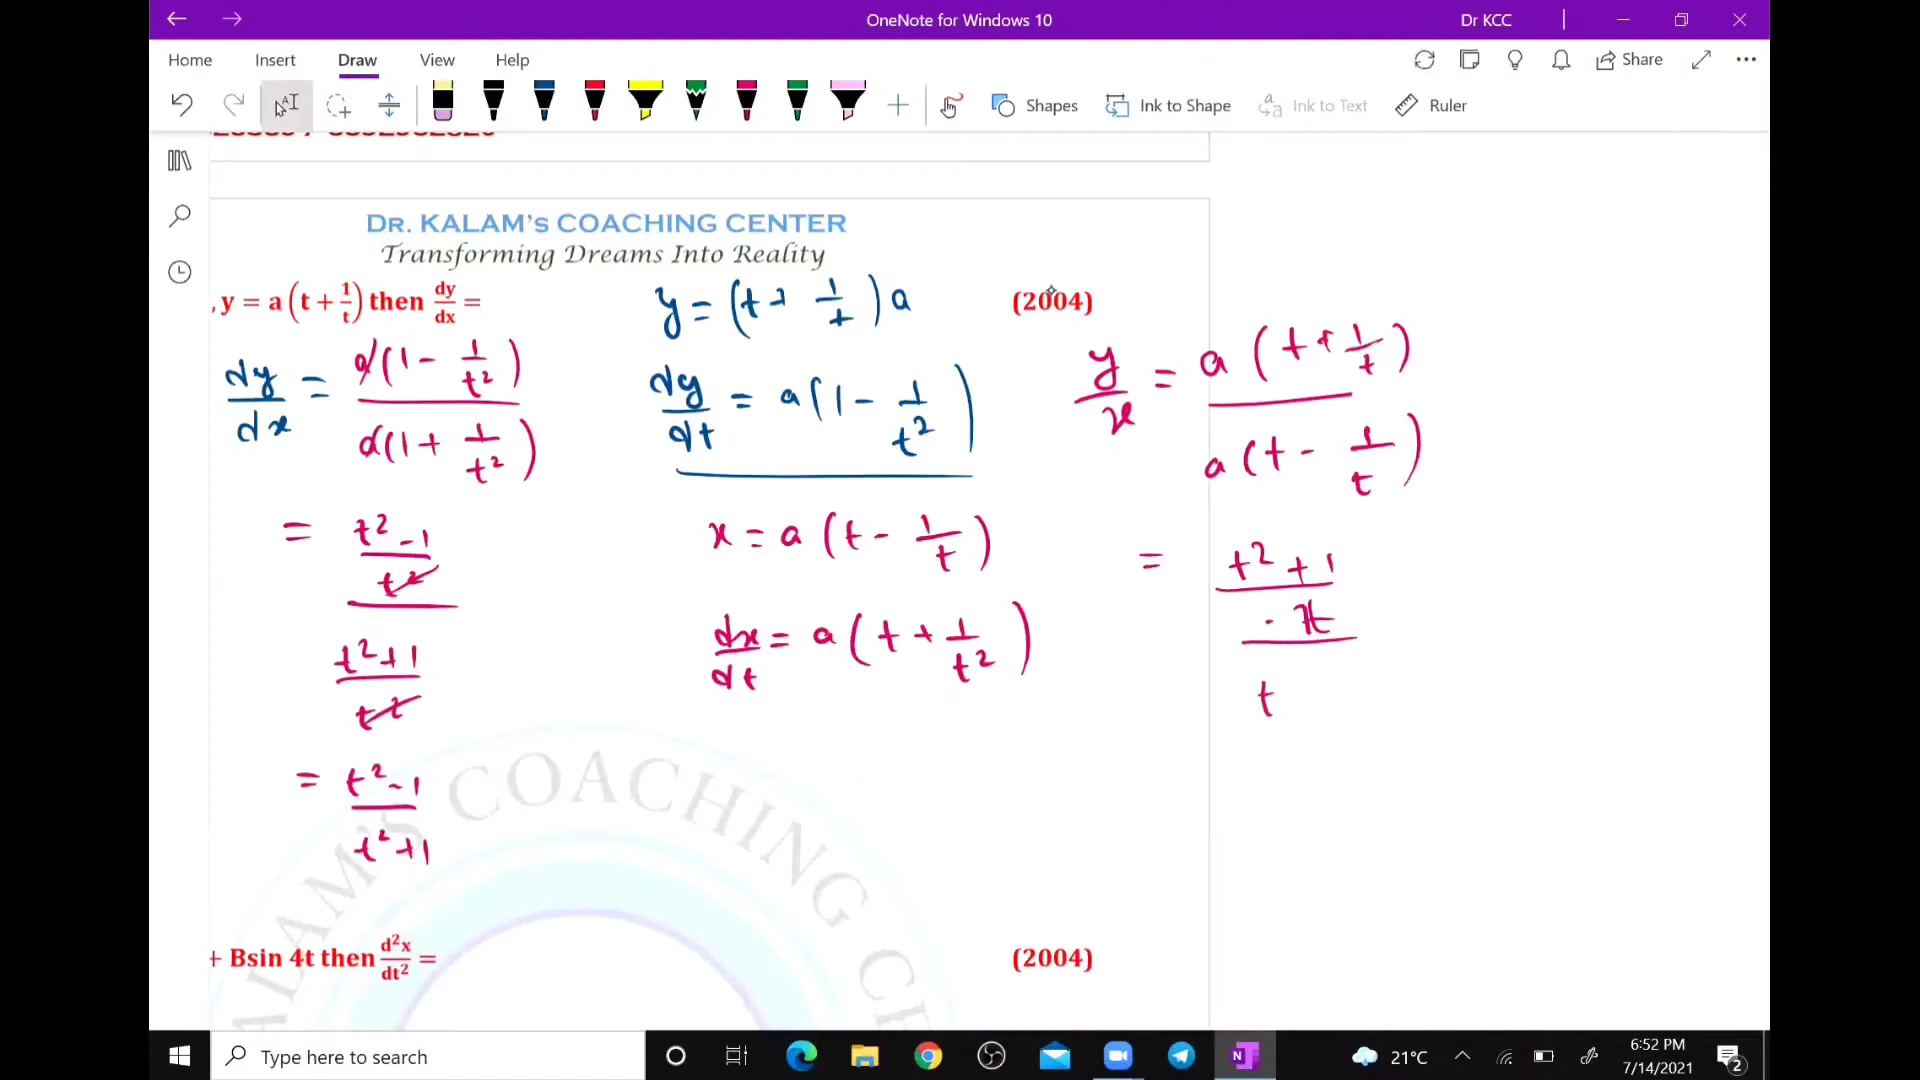 OneNote for Windows 10
Dr KCC
Home Insert Draw View Help
Share
Shapes Ink to Shape Ink to Text Ruler
DR. KALAM's COACHING CENTER
Transforming Dreams Into Reality
, y = a (t + 1/t) then dy/dx =
(2004)
y = (t + 1/t) a
dy/dx = a(1 - 1/t²) / a(1 + 1/t²)
= (t² - 1)/t² / (t² + 1)/t²
= t² - 1 / t² + 1
dy/dt = a(1 - 1/t²)
x = a (t - 1/t)
dx/dt = a (t + 1/t²)
y/x = a (t + 1/t) / a (t - 1/t)
= (t² + 1)/t / t
KALAM's COACHING C
+ Bsin 4t then d²x/dt² =
(2004)
Type here to search
21°C
6:52 PM
7/14/2021
2